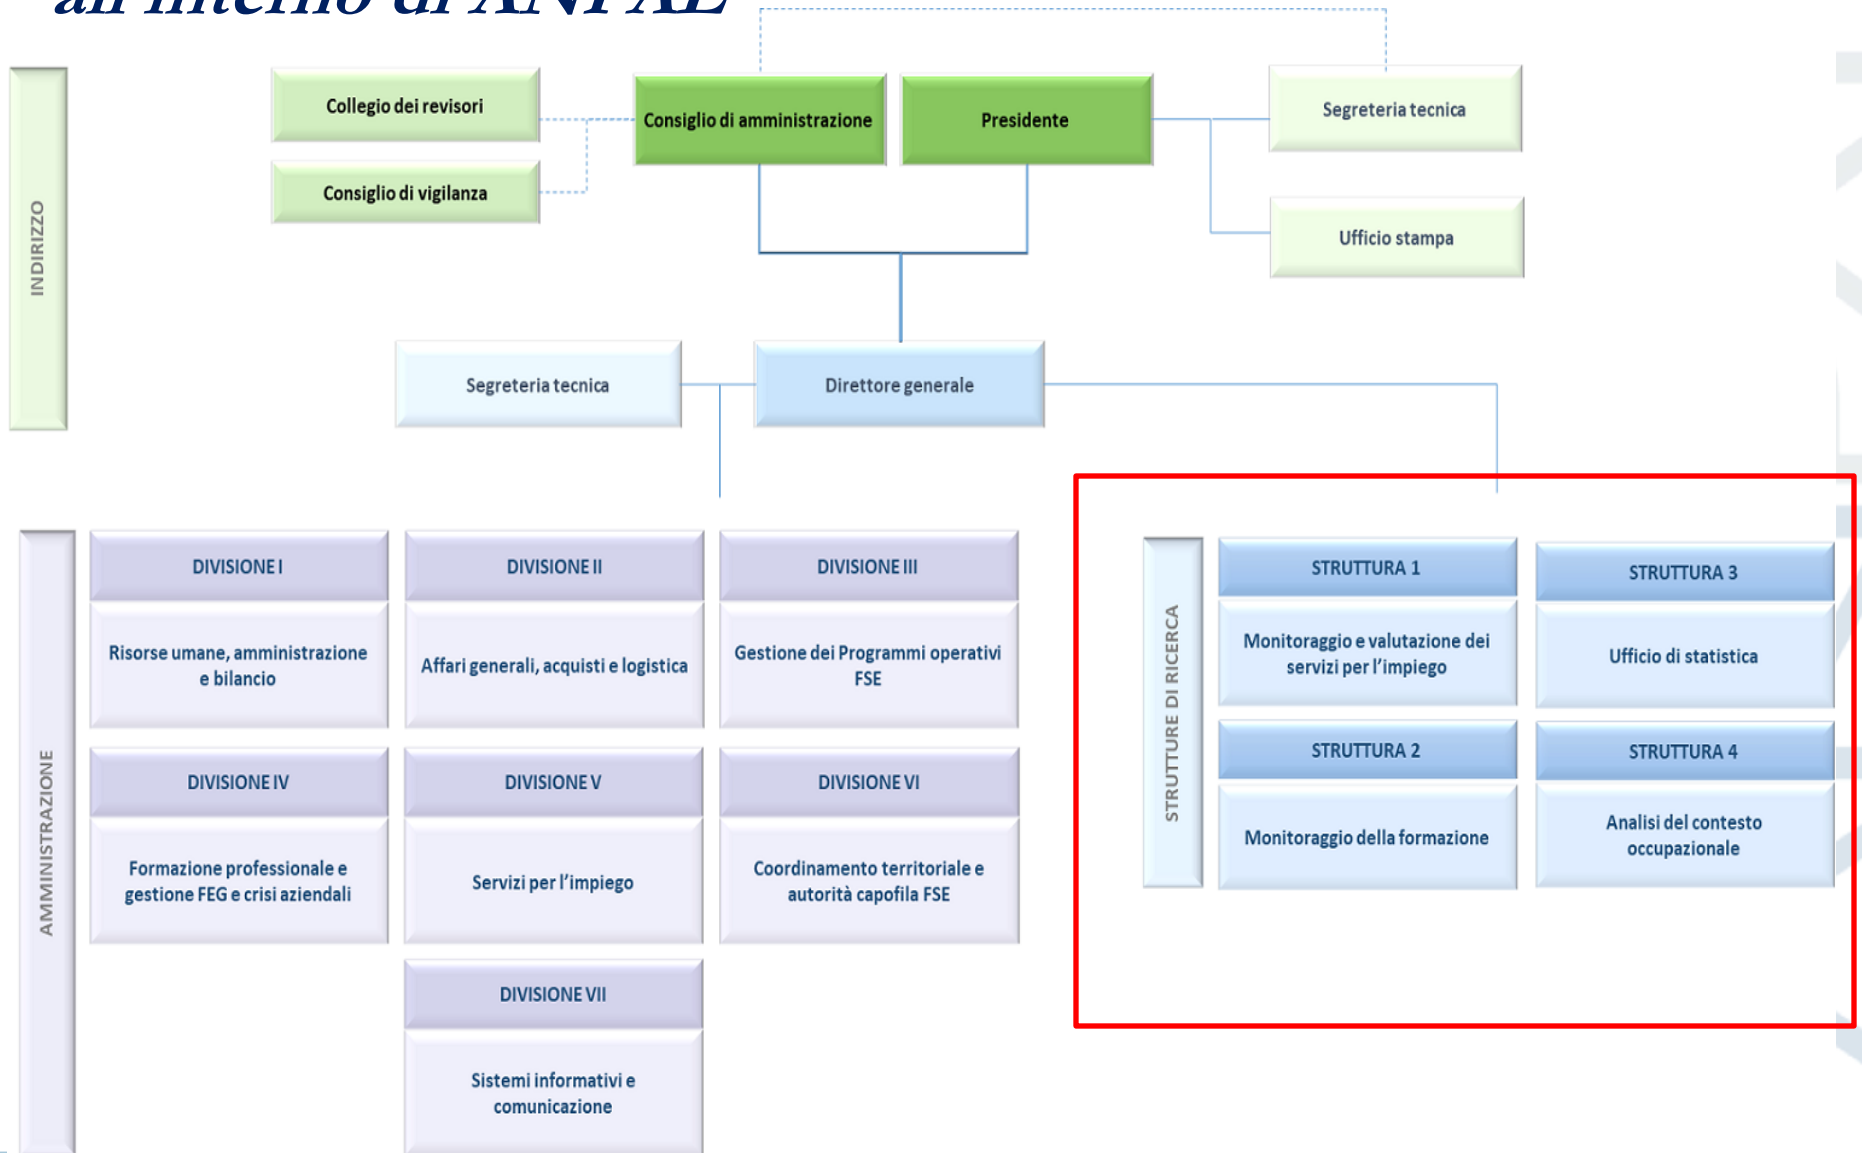 all'interno di ANPAL
INDIRIZZO
Collegio dei revisori
Consiglio di vigilanza
Consiglio di amministrazione
Presidente
Segreteria tecnica
Ufficio stampa
Segreteria tecnica
Direttore generale
AMMINISTRAZIONE
DIVISIONE I
Risorse umane, amministrazione
e bilancio
DIVISIONE II
Affari generali, acquisti e logistica
DIVISIONE III
Gestione dei Programmi operativi
FSE
DIVISIONE IV
Formazione professionale e
gestione FEG e crisi aziendali
DIVISIONE V
Servizi per l'impiego
DIVISIONE VI
Coordinamento territoriale e
autorità capofila FSE
DIVISIONE VII
Sistemi informativi e
comunicazione
STRUTTURE DI RICERCA
STRUTTURA 1
Monitoraggio e valutazione dei
servizi per l'impiego
STRUTTURA 2
Monitoraggio della formazione
STRUTTURA 3
Ufficio di statistica
STRUTTURA 4
Analisi del contesto
occupazionale